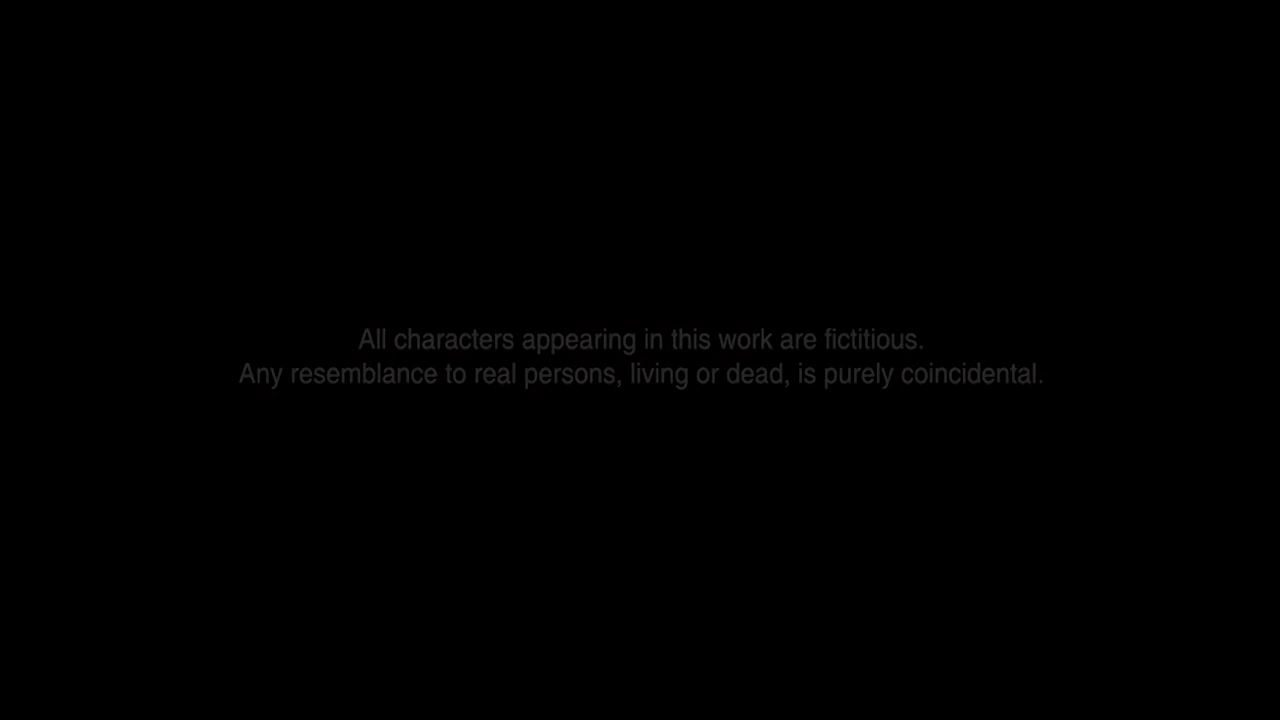 All characters appearing in this work are fictitious.
Any resemblance to real persons, living or dead, is purely coincidental.